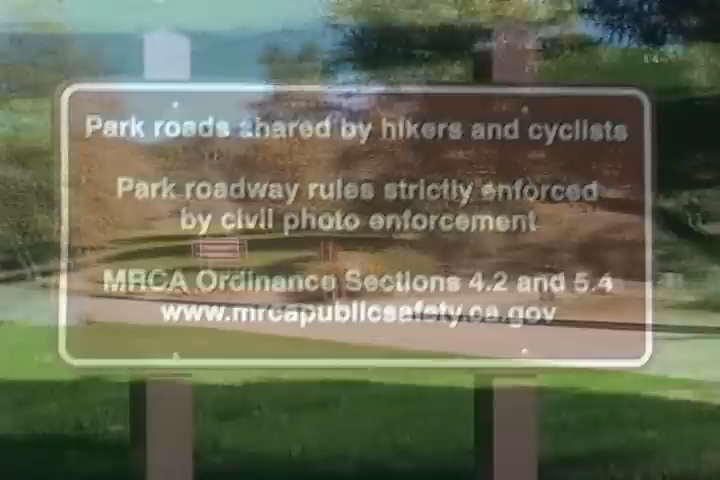 Park roads shared by hikers and cyclists
Park roadway rules strictly enforced
by civil photo enforcement
MRCA Ordinance Sections 4.2 and 5.4
www.mrcapublicsafety.ca.gov